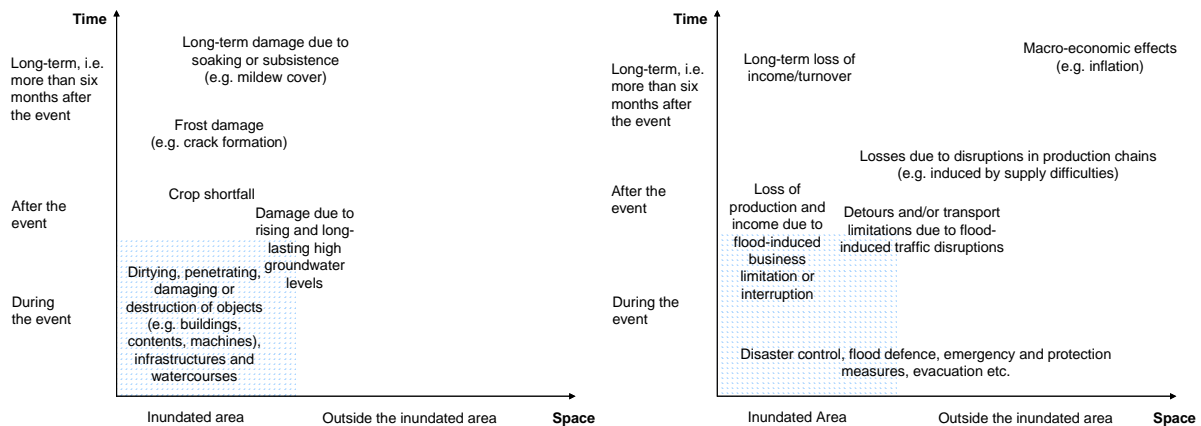 Time
Long-term, i.e.
more than six
months after
the event
After the
event
During
the event
Long-term damage due to
soaking or subsistence
(e.g. mildew cover)
Frost damage
(e.g. crack formation)
Crop shortfall
Damage due to
rising and long-
lasting high
groundwater
levels
Dirtying, penetrating,
damaging or
destruction of objects
(e.g. buildings,
contents, machines),
infrastructures and
watercourses
Inundated area
Outside the inundated area
Space
Time
Long-term, i.e.
more than six
months after
the event
After the
event
During the
event
Long-term loss of
income/turnover
Macro-economic effects
(e.g. inflation)
Losses due to disruptions in production chains
(e.g. induced by supply difficulties)
Loss of
production and
income due to
flood-induced
business
limitation or
interruption
Detours and/or transport
limitations due to flood-
induced traffic disruptions
Disaster control, flood defence, emergency and protection
measures, evacuation etc.
Inundated Area
Outside the inundated area
Space